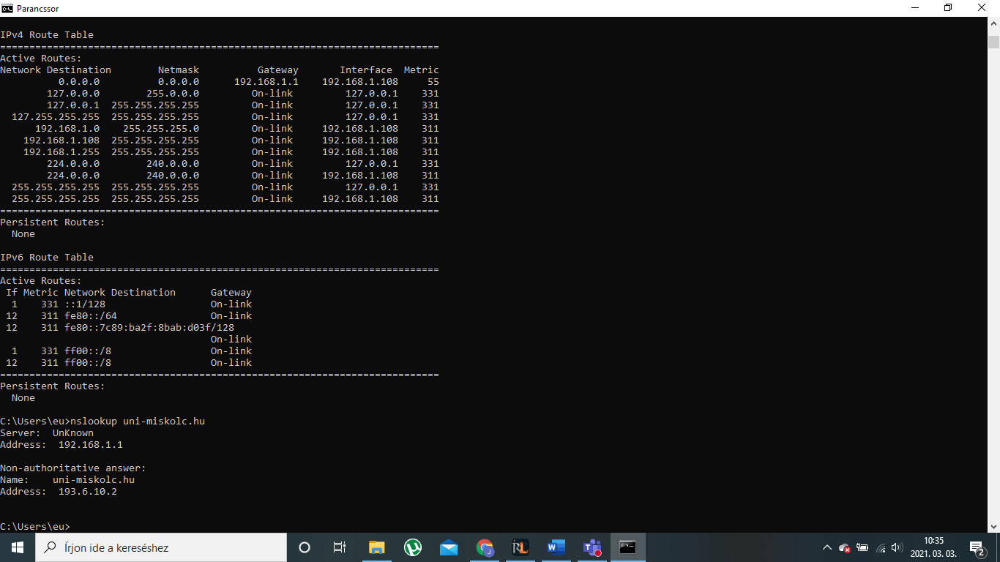 Parancssor
IPv4 Route Table
===========================================================================
Active Routes:
Network Destination        Netmask          Gateway       Interface  Metric
          0.0.0.0          0.0.0.0      192.168.1.1    192.168.1.108     55
        127.0.0.0        255.0.0.0         On-link         127.0.0.1    331
        127.0.0.1  255.255.255.255         On-link         127.0.0.1    331
  127.255.255.255  255.255.255.255         On-link         127.0.0.1    331
      192.168.1.0    255.255.255.0         On-link     192.168.1.108    311
    192.168.1.108  255.255.255.255         On-link     192.168.1.108    311
    192.168.1.255  255.255.255.255         On-link     192.168.1.108    311
        224.0.0.0        240.0.0.0         On-link         127.0.0.1    331
        224.0.0.0        240.0.0.0         On-link     192.168.1.108    311
  255.255.255.255  255.255.255.255         On-link         127.0.0.1    331
  255.255.255.255  255.255.255.255         On-link     192.168.1.108    311
===========================================================================
Persistent Routes:
  None
IPv6 Route Table
===========================================================================
Active Routes:
 If Metric Network Destination      Gateway
  1    331 ::1/128                  On-link
 12    311 fe80::/64                On-link
 12    311 fe80::7c89:ba2f:8bab:d03f/128
                                    On-link
  1    331 ff00::/8                 On-link
 12    311 ff00::/8                 On-link
===========================================================================
Persistent Routes:
  None
C:\Users\eu>nslookup uni-miskolc.hu
Server:  UnKnown
Address:  192.168.1.1
Non-authoritative answer:
Name:    uni-miskolc.hu
Address:  193.6.10.2
C:\Users\eu>
Írjon ide a kereséshez
10:35
2021. 03. 03.
2